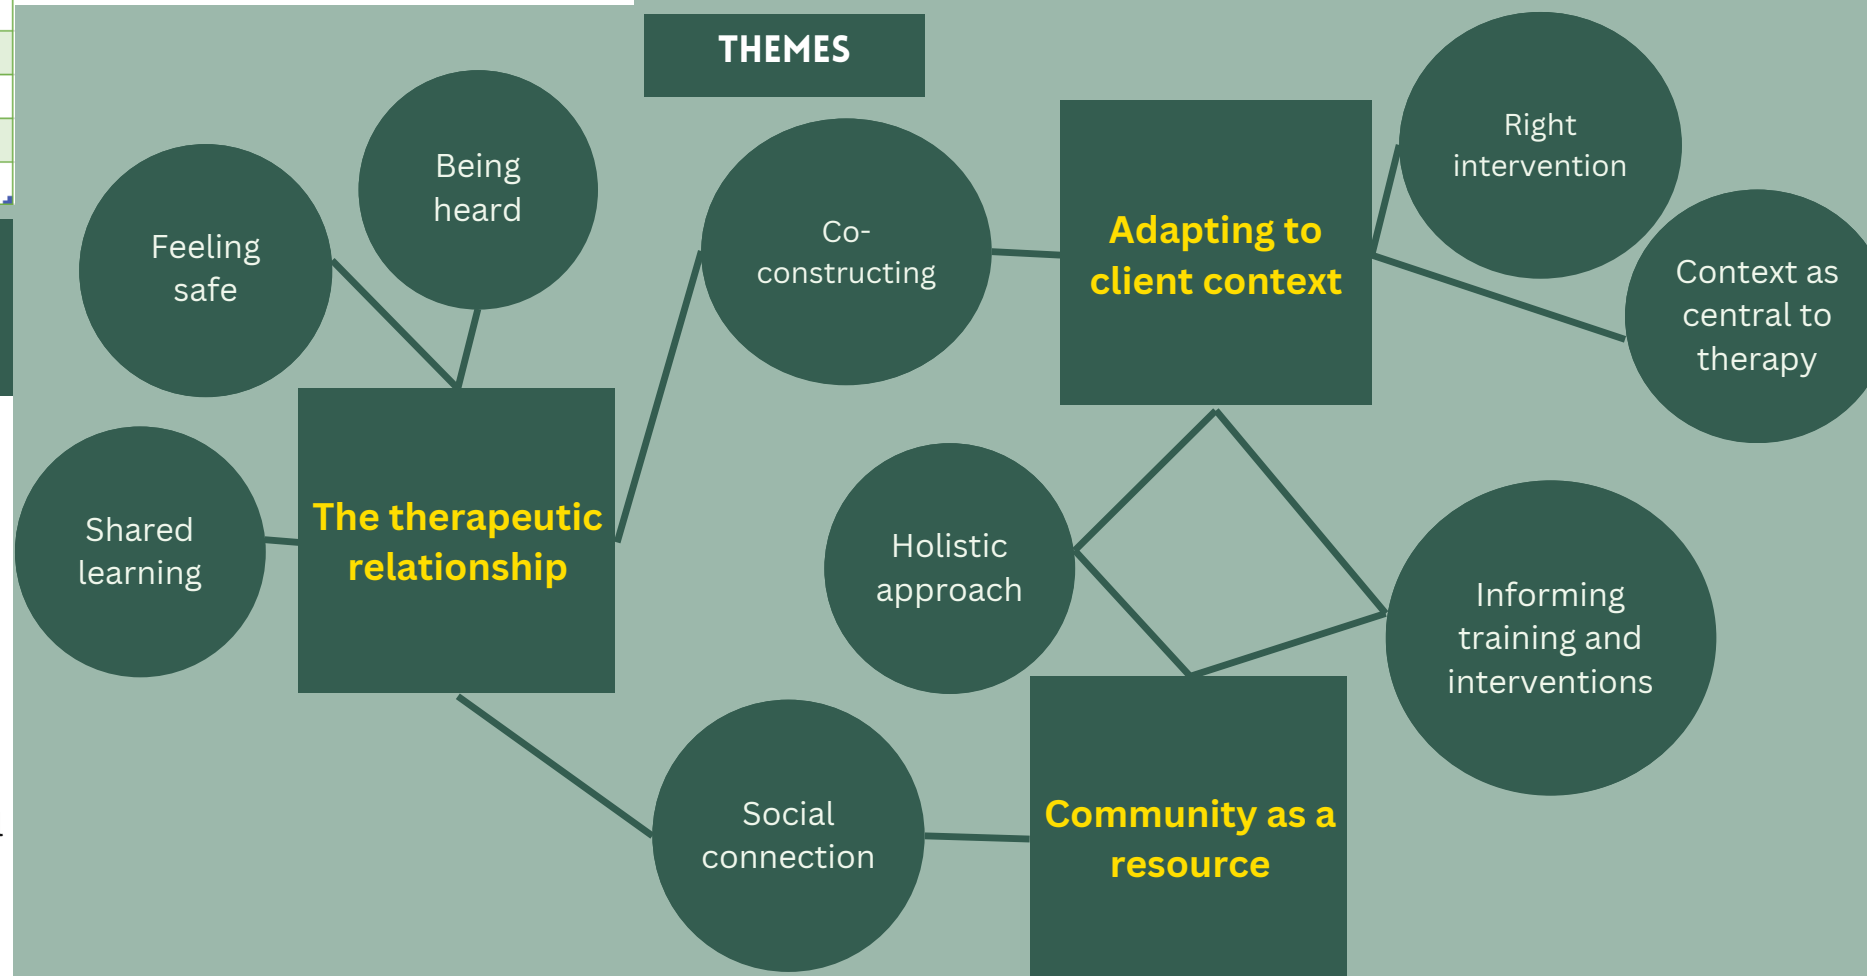 THEMES
Being
heard
Feeling
safe
Co-
constructing
Adapting to
client context
Right
intervention
Context as
central to
therapy
Shared
learning
The therapeutic
relationship
Holistic
approach
Informing
training and
interventions
Social
connection
Community as a
resource